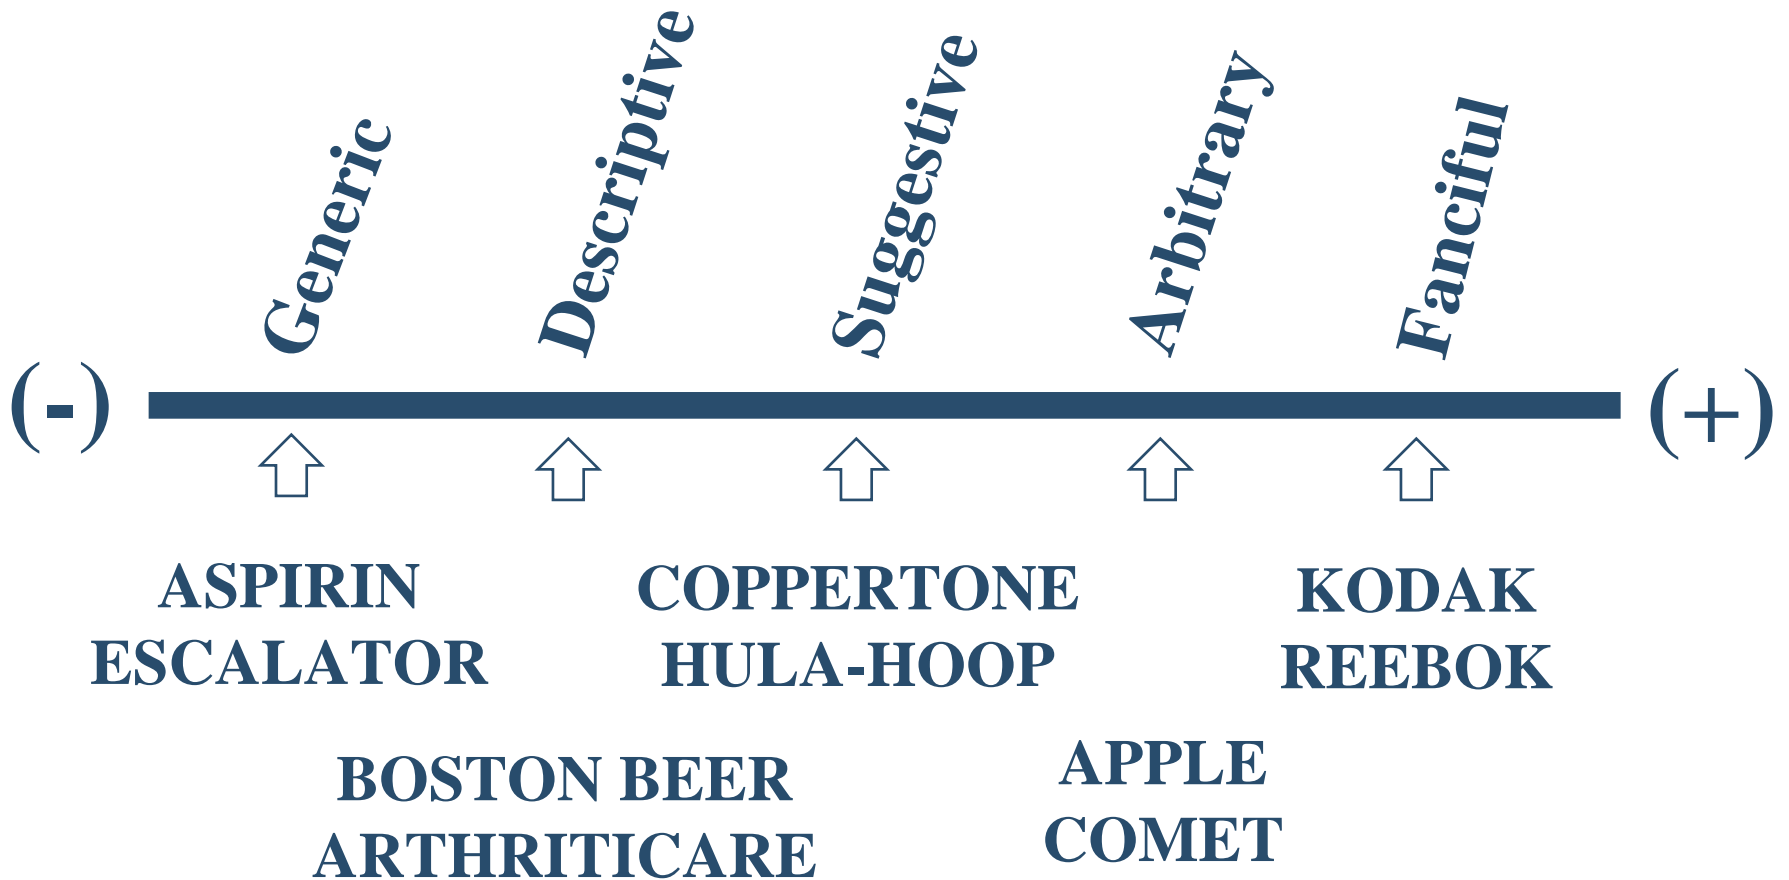 Generic
Descriptive
Suggestive
Arbitrary
Fanciful
(-)
(+)
ASPIRIN
ESCALATOR
COPPERTONE
HULA-HOOP
KODAK
REEBOK
BOSTON BEER
ARTHRITICARE
APPLE
COMET